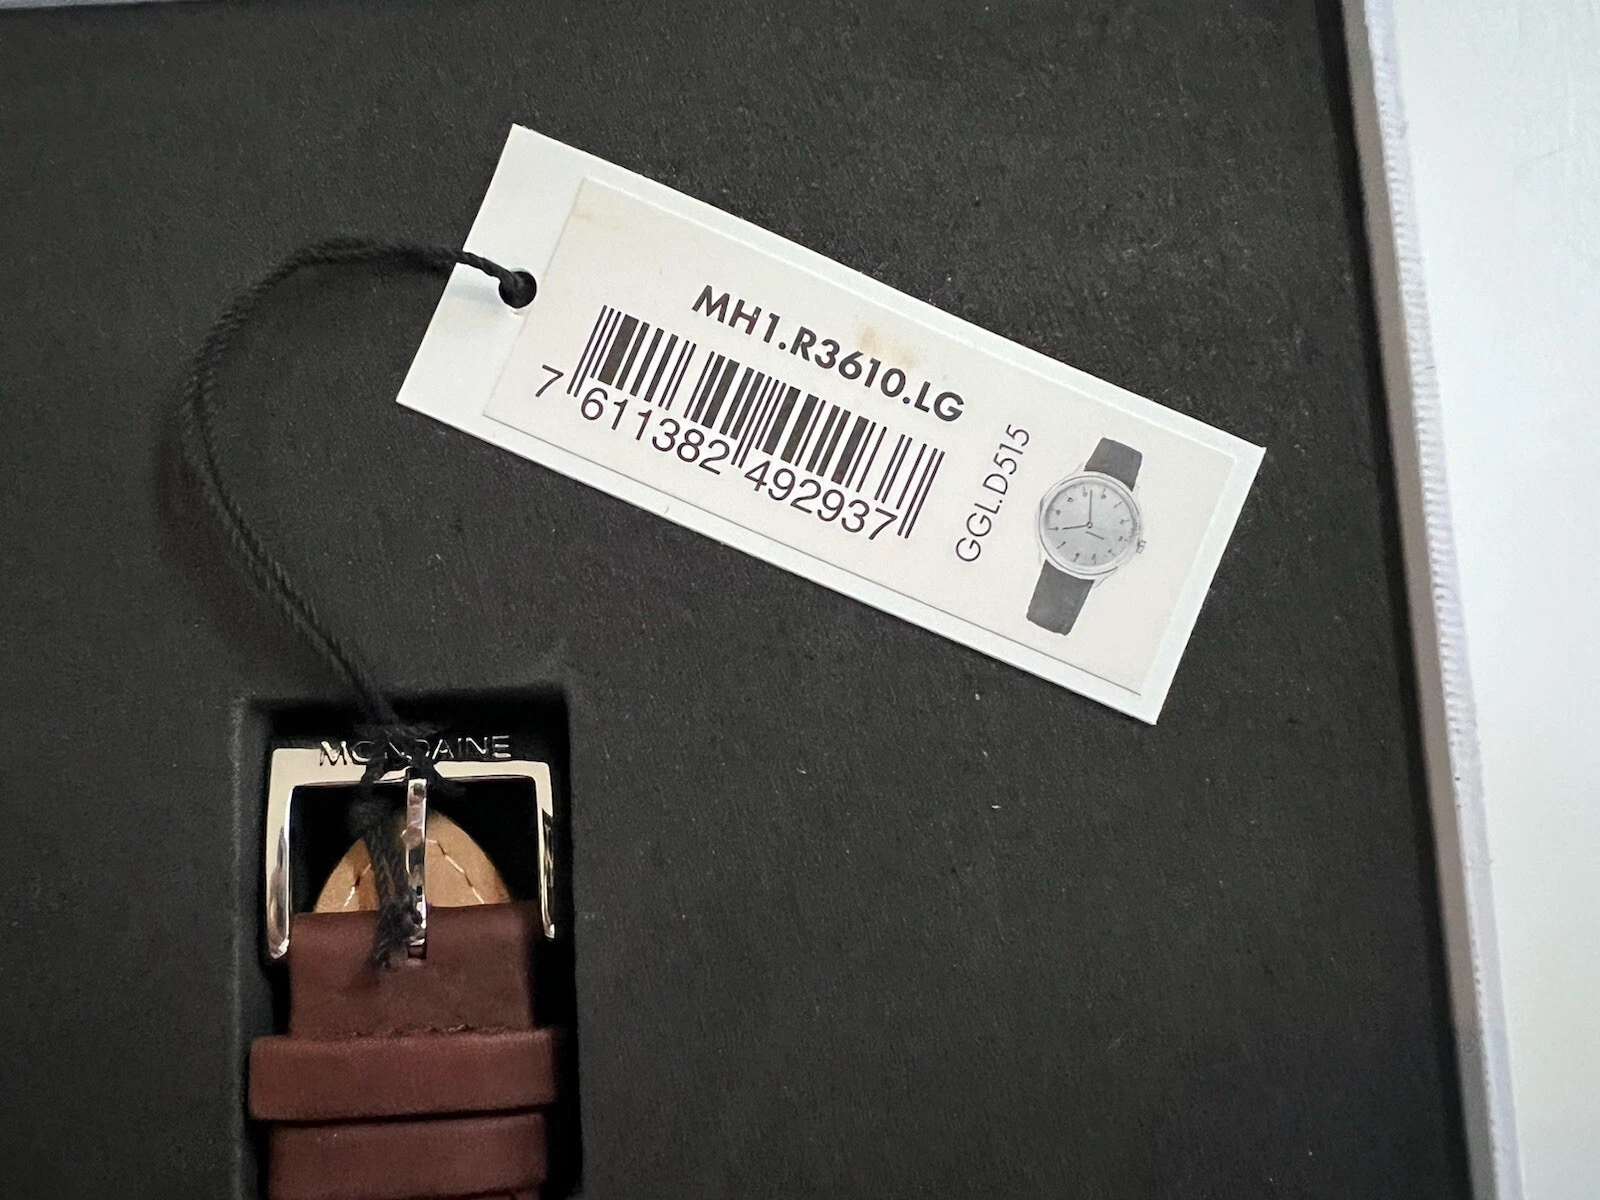 MH1.R3610.LG
7 611382 492937
GGL.D515
MONDAINE